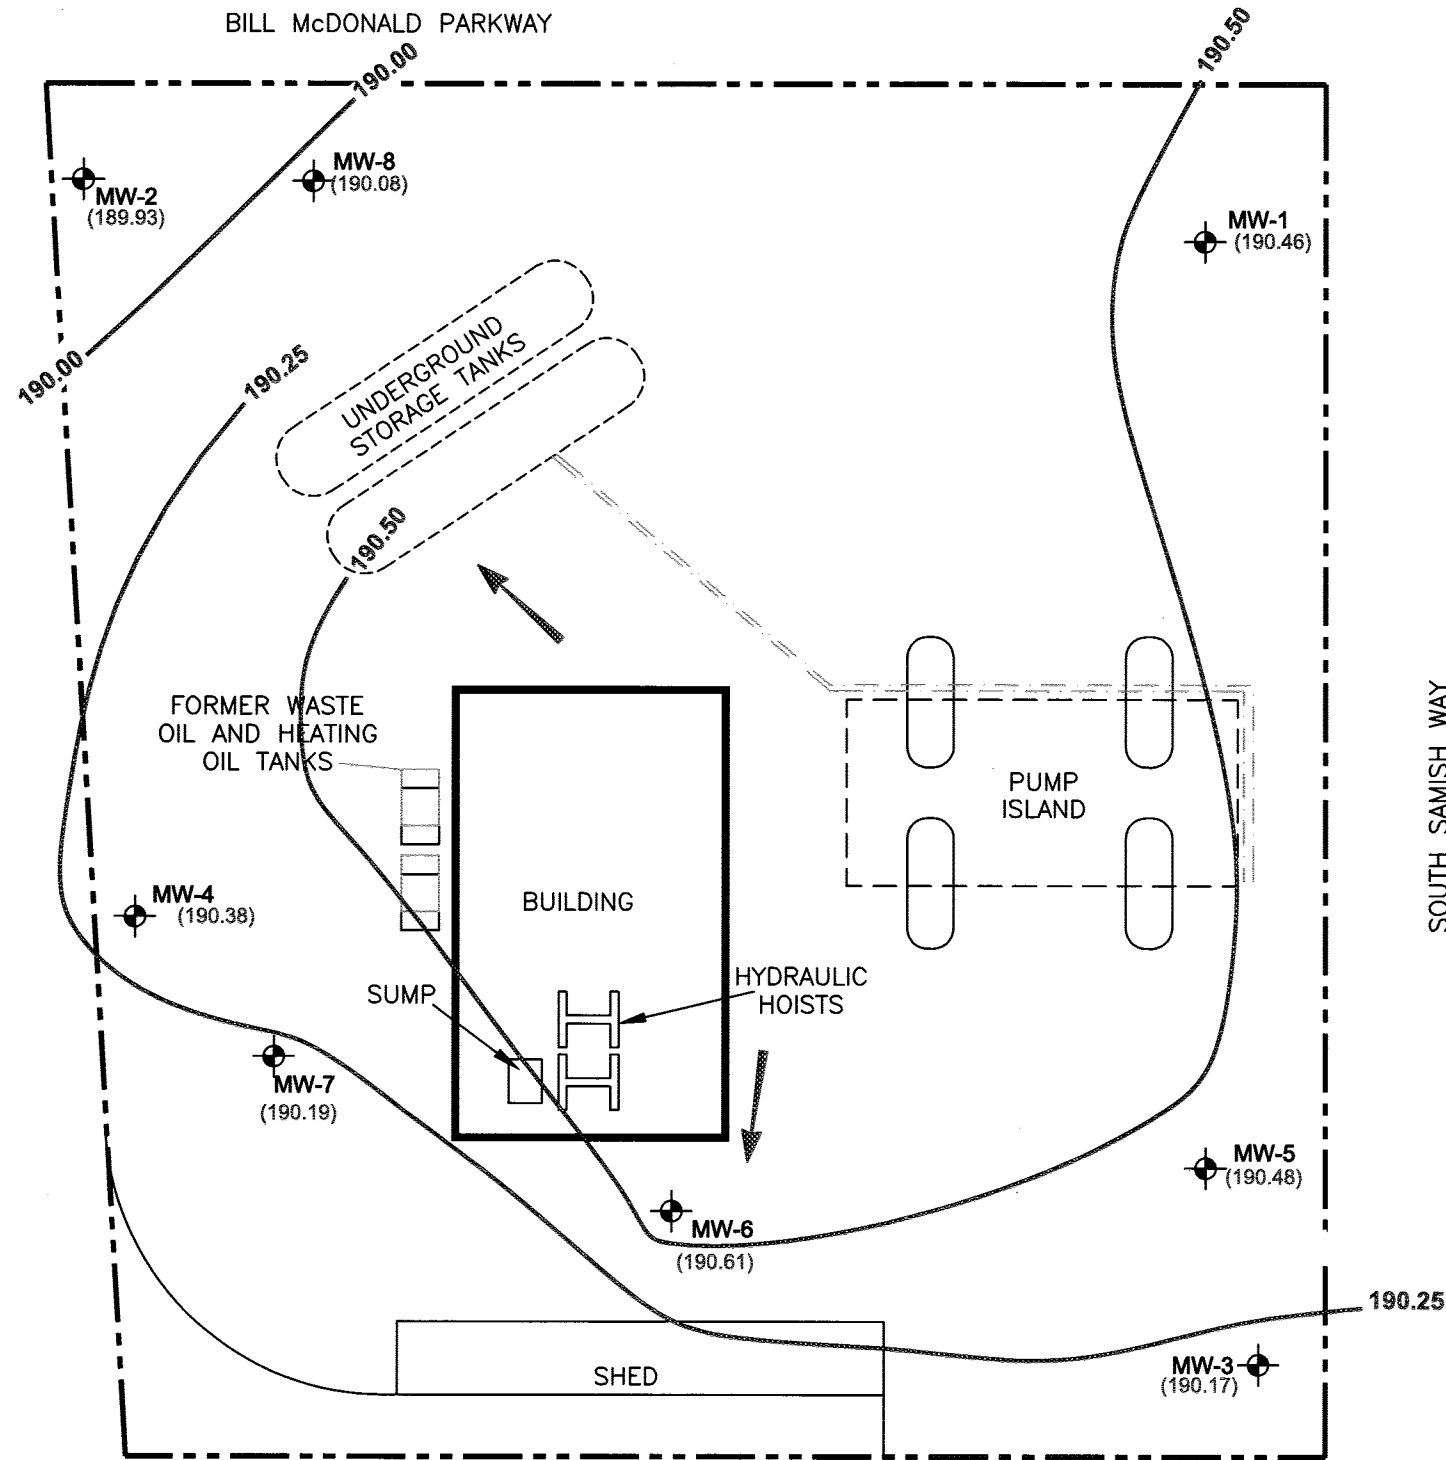 BILL McDONALD PARKWAY
190.00
190.50
MW-8
(190.08)
MW-2
(189.93)
MW-1
(190.46)
190.00
190.25
UNDERGROUND
STORAGE TANKS
190.50
FORMER WASTE
OIL AND HEATING
OIL TANKS
PUMP
ISLAND
SOUTH SAMISH WAY
MW-4
(190.38)
BUILDING
SUMP
HYDRAULIC
HOISTS
MW-7
(190.19)
MW-5
(190.48)
MW-6
(190.61)
190.25
MW-3
(190.17)
SHED